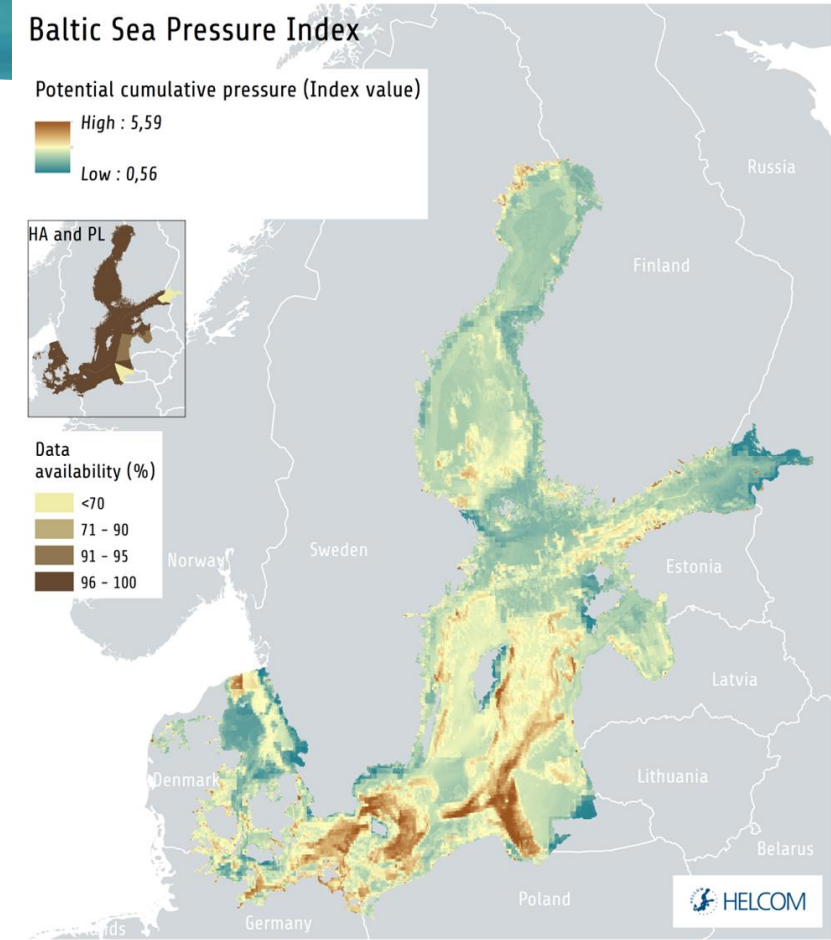 Baltic Sea Pressure Index
Potential cumulative pressure (Index value)
High : 5,59
Low : 0,56
HA and PL
Data
availability (%)
<70
71 - 90
91 - 95
96 - 100
Russia
Finland
Norway
Sweden
Estonia
Latvia
Denmark
Lithuania
Belarus
Poland
Germany
HELCOM